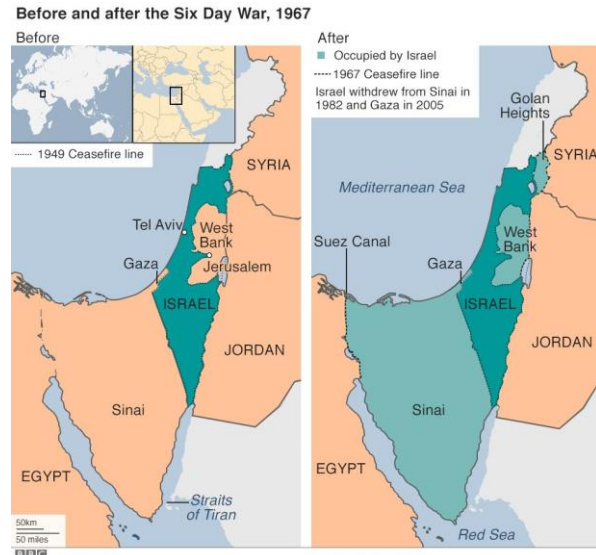 Before and after the Six Day War, 1967
Before
1949 Ceasefire line
SYRIA
Tel Aviv
West
Bank
Gaza
Jerusalem
ISRAEL
JORDAN
Sinai
EGYPT
Straits
of Tiran
50km
50 miles
BBC
After
Occupied by Israel
1967 Ceasefire line
Israel withdrew from Sinai in
1982 and Gaza in 2005
Golan
Heights
SYRIA
Mediterranean Sea
West
Bank
Suez Canal
Gaza
ISRAEL
JORDAN
Sinai
EGYPT
Red Sea